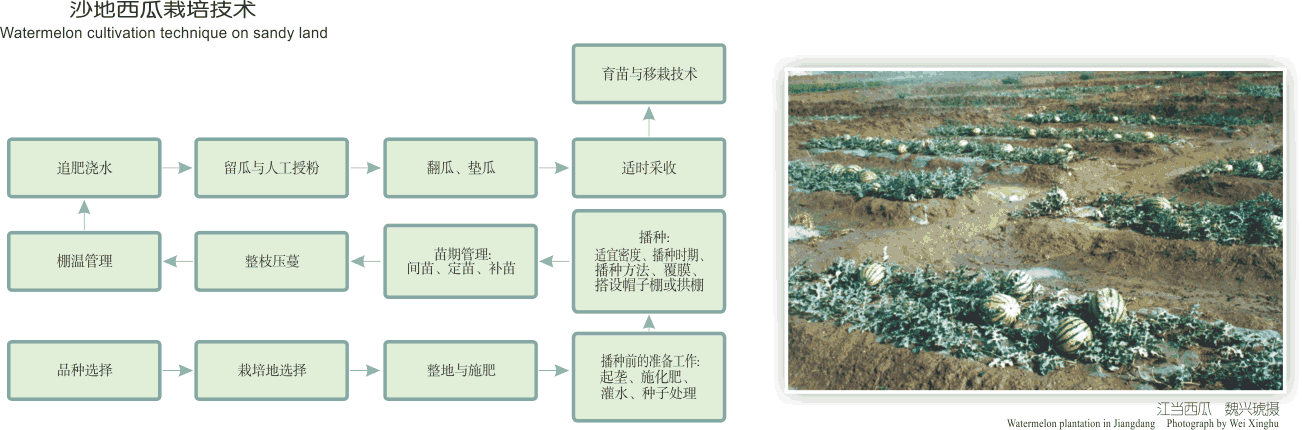 沙地西瓜栽培技术
Watermelon cultivation technique on sandy land
育苗与移栽技术
追肥浇水
留瓜与人工授粉
翻瓜、垫瓜
适时采收
棚温管理
整枝压蔓
苗期管理:
间苗、定苗、补苗
播种:
适宜密度、播种时期、
播种方法、覆膜、
搭设帽子棚或拱棚
品种选择
栽培地选择
整地与施肥
播种前的准备工作:
起垄、施化肥、
灌水、种子处理
江当西瓜 魏兴琥摄
Watermelon plantation in Jiangdang Photograph by Wei Xinghu